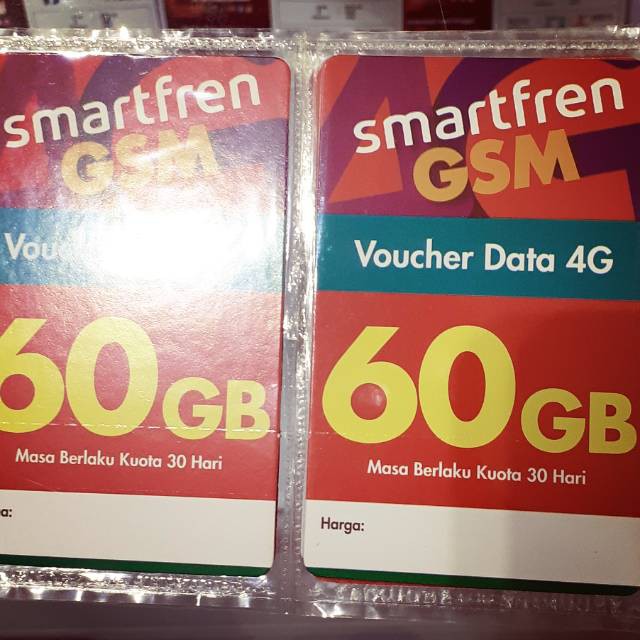 smartfren
GSM
60GB
Masa Berlaku Kuota 30 Hari
smartfren
GSM
Voucher Data 4G
60GB
Masa Berlaku Kuota 30 Hari
Harga: